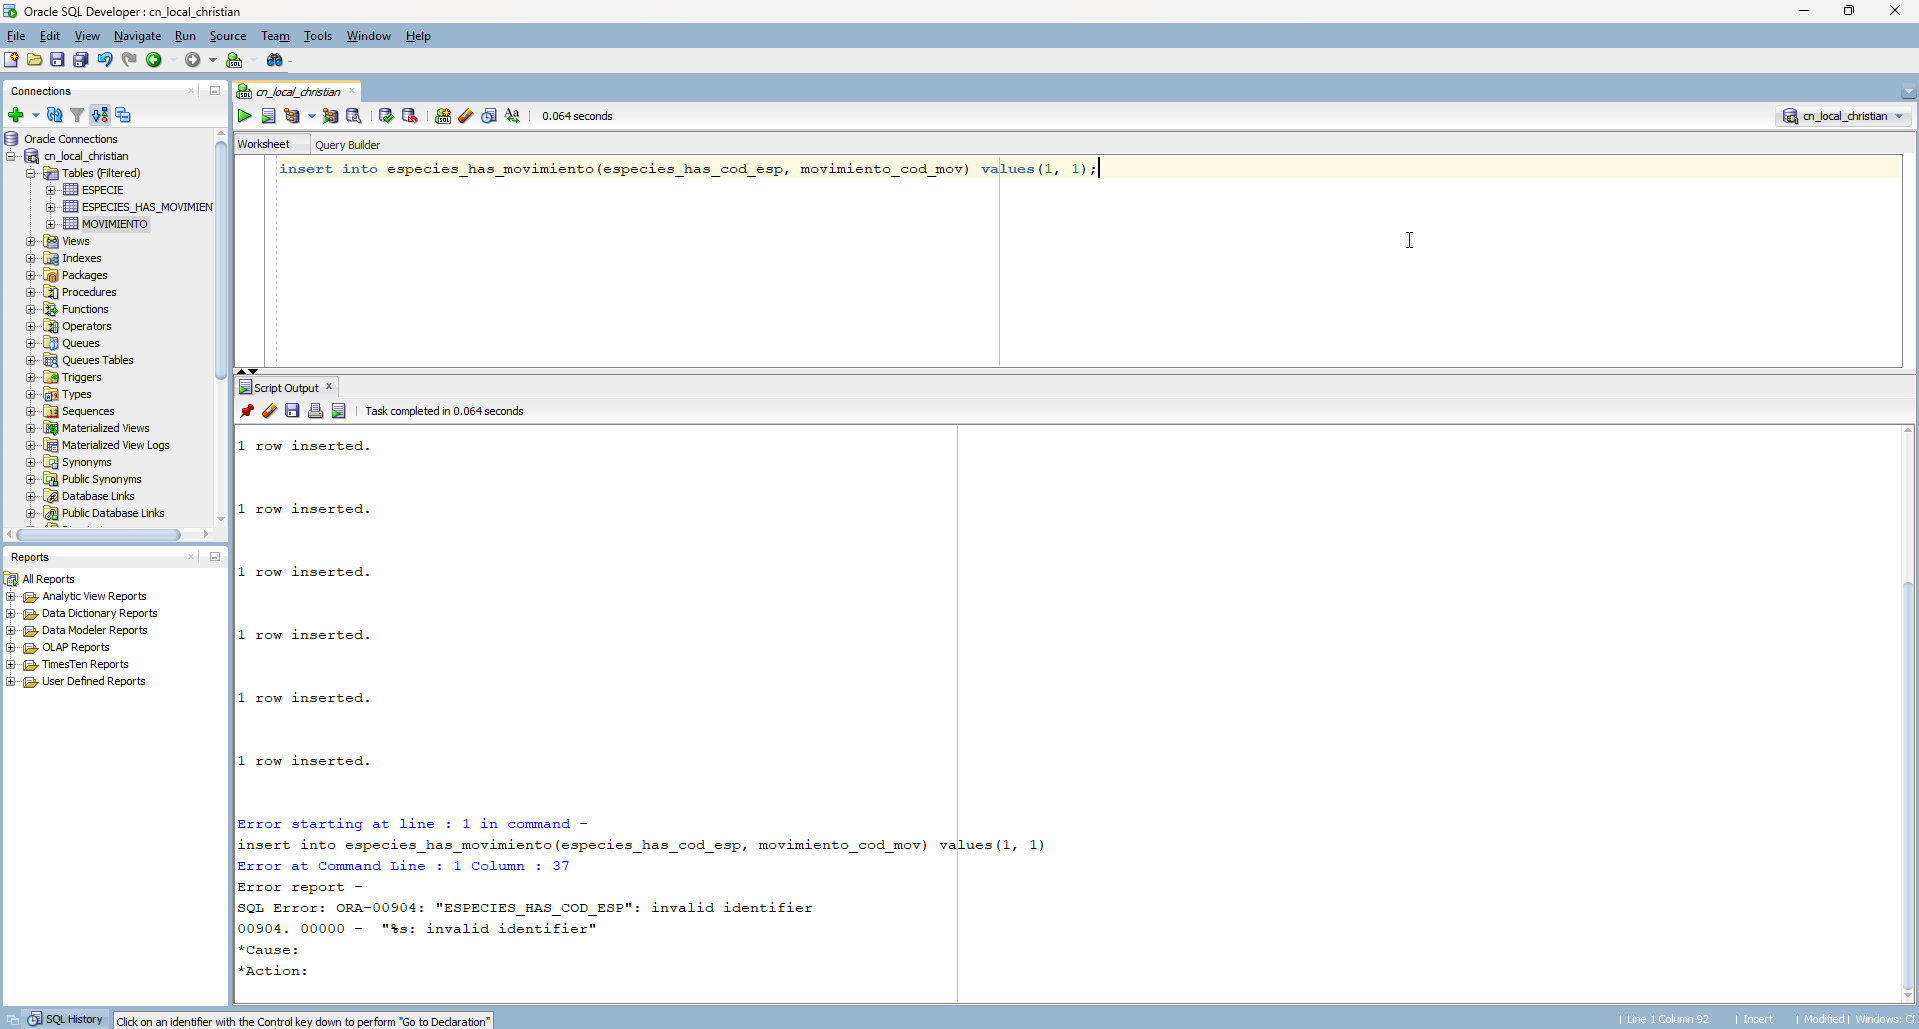 Oracle SQL Developer : cn_local_christian
File Edit View Navigate Run Source Team Tools Window Help
Connections
Oracle Connections
cn_local_christian
Tables (Filtered)
ESPECIE
ESPECIES_HAS_MOVIMIEN
MOVIMIENTO
Views
Indexes
Packages
Procedures
Functions
Operators
Queues
Queues Tables
Triggers
Types
Sequences
Materialized Views
Materialized View Logs
Synonyms
Public Synonyms
Database Links
Public Database Links
Reports
All Reports
Analytic View Reports
Data Dictionary Reports
Data Modeler Reports
OLAP Reports
TimesTen Reports
User Defined Reports
cn_local_christian
0.064 seconds
cn_local_christian
Worksheet Query Builder
insert into especies_has_movimiento(especies_has_cod_esp, movimiento_cod_mov) values(1, 1);
Script Output
Task completed in 0.064 seconds
1 row inserted.
1 row inserted.
1 row inserted.
1 row inserted.
1 row inserted.
1 row inserted.
Error starting at line : 1 in command -
insert into especies_has_movimiento(especies_has_cod_esp, movimiento_cod_mov) values(1, 1)
Error at Command Line : 1 Column : 37
Error report -
SQL Error: ORA-00904: "ESPECIES_HAS_COD_ESP": invalid identifier
00904. 00000 - "%s: invalid identifier"
*Cause:
*Action:
SQL History
Click on an identifier with the Control key down to perform "Go to Declaration"
Line 1 Column 92 | Insert | Modified | Windows: